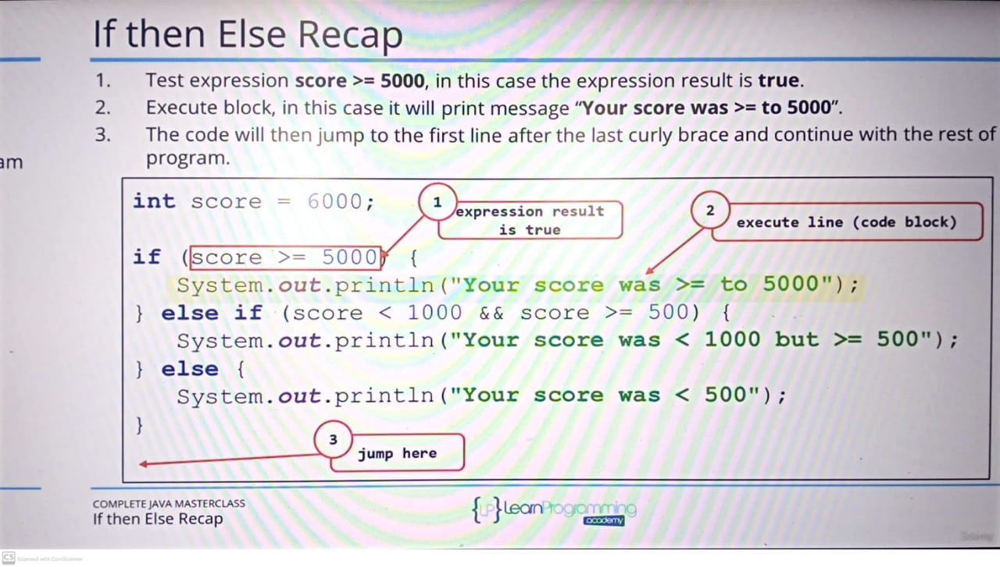 If then Else Recap
1. Test expression score >= 5000, in this case the expression result is true.
2. Execute block, in this case it will print message “Your score was >= to 5000”.
3. The code will then jump to the first line after the last curly brace and continue with the rest of
program.
am
int score = 6000;
1
expression result
is true
2
execute line (code block)
if (score >= 5000) {
System.out.println("Your score was >= to 5000");
} else if (score < 1000 && score >= 500) {
System.out.println("Your score was < 1000 but >= 500");
} else {
System.out.println("Your score was < 500");
}
3
jump here
COMPLETE JAVA MASTERCLASS
If then Else Recap
{LP} LearnProgramming
academy
Udemy
CS Scanned with CamScanner